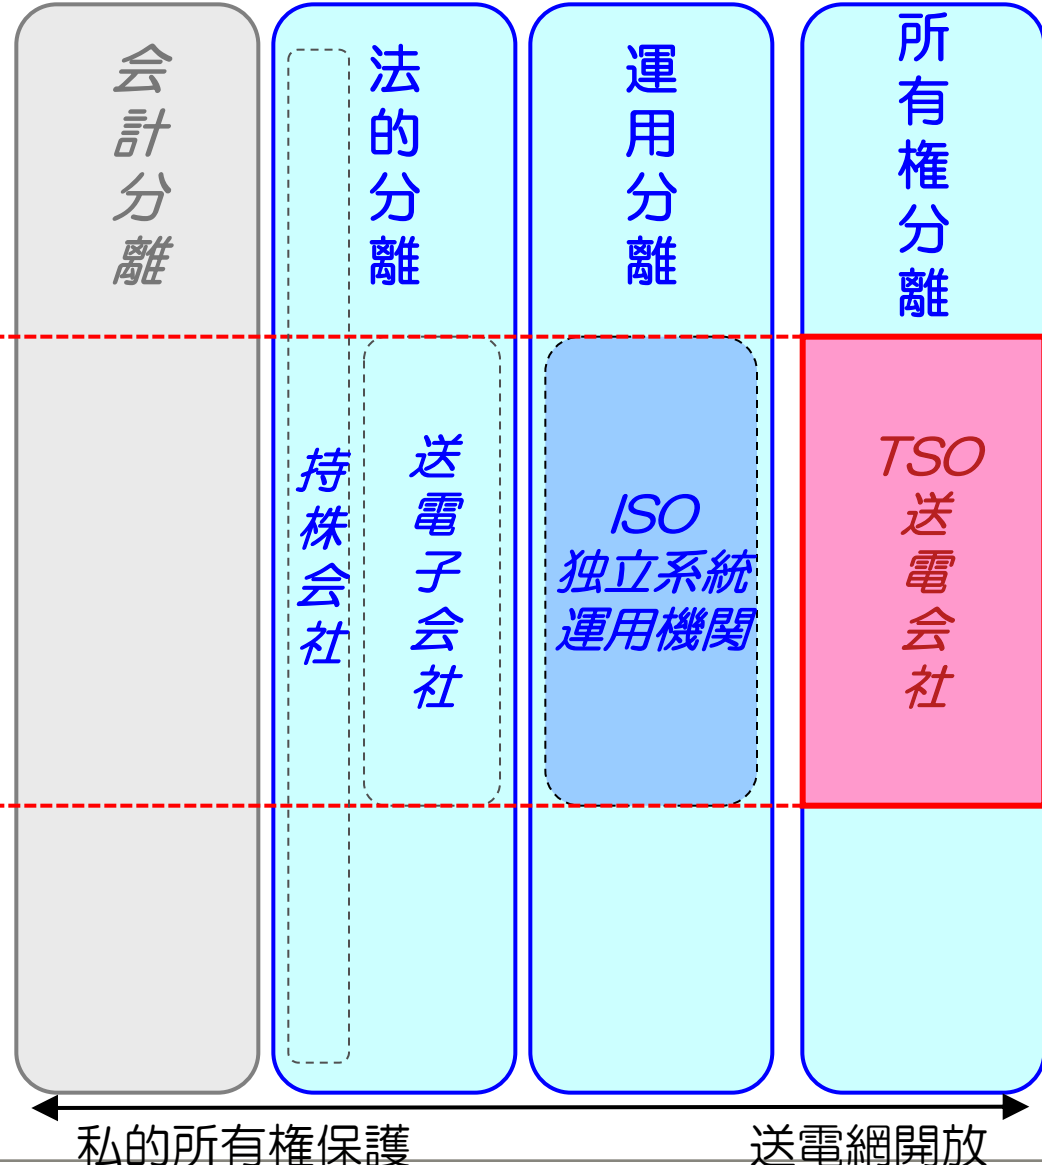 会計分離
法的分離
運用分離
所有権分離
持株会社
送電子会社
ISO
独立系統
運用機関
TSO
送電会社
私的所有権保護
送電網開放